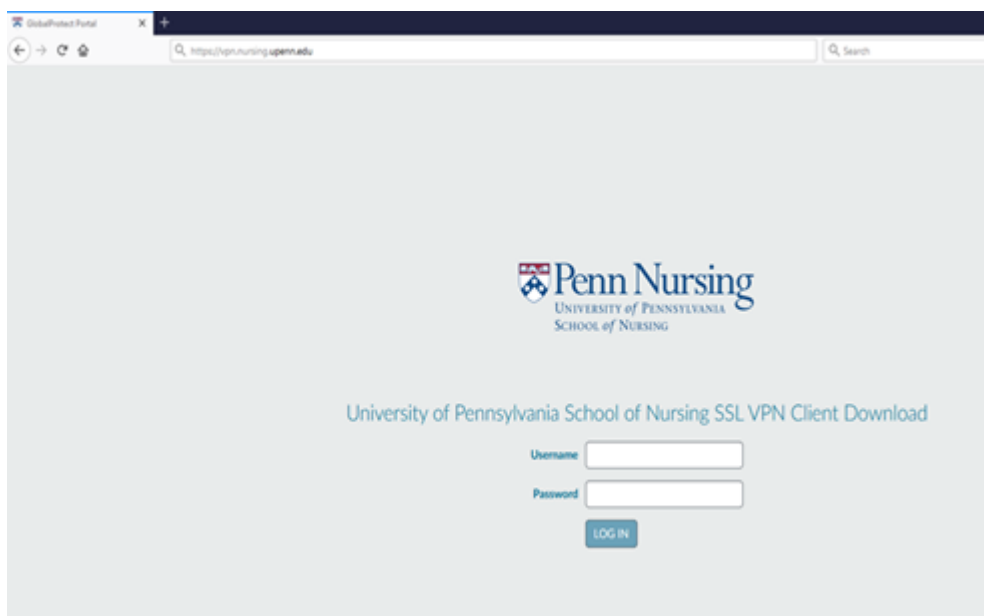 GlobalProtect Portal
https://vpn.nursing.upenn.edu
Search
Penn Nursing
UNIVERSITY of PENNSYLVANIA
SCHOOL of NURSING
University of Pennsylvania School of Nursing SSL VPN Client Download
Username
Password
LOG IN